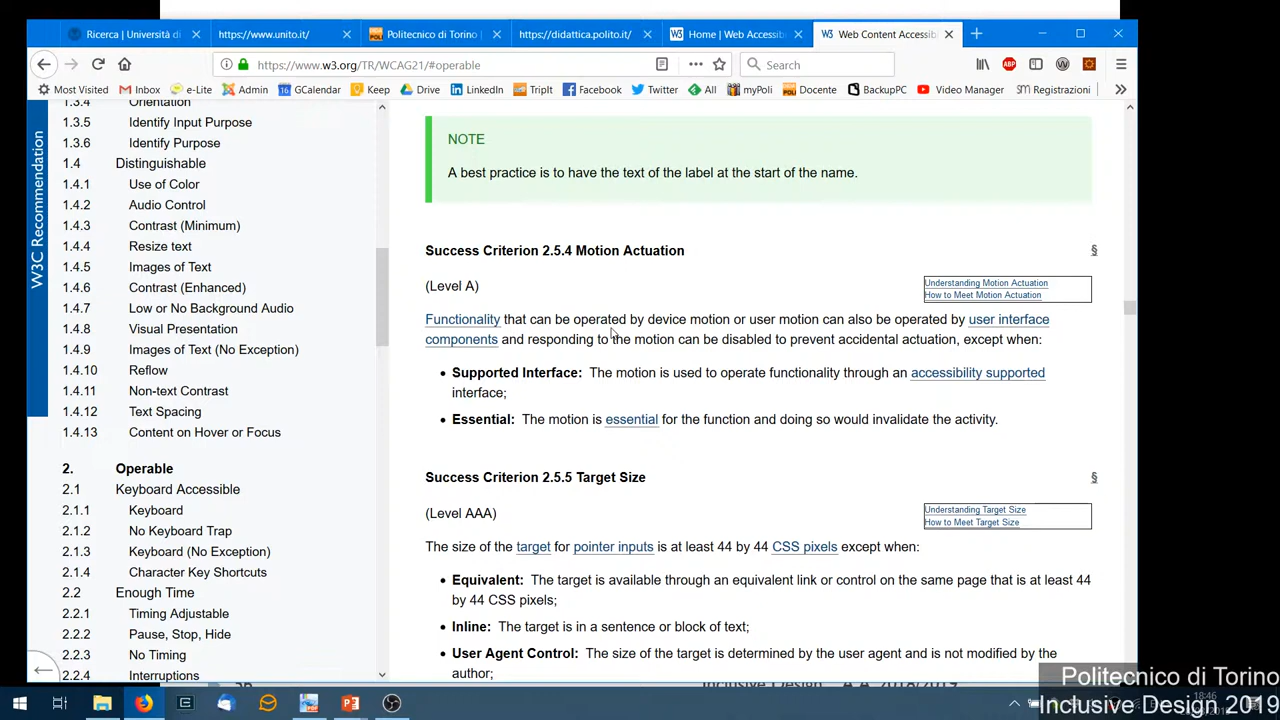 Ricerca | Università di
https://www.unito.it/
Politecnico di Torino
https://didattica.polito.it/
Home | Web Accessib
Web Content Accessib
https://www.w3.org/TR/WCAG21/#operable
Search
Most Visited
Inbox
e-Lite
Admin
GCalendar
Keep
Drive
LinkedIn
TripIt
Facebook
Twitter
All
myPoli
Docente
BackupPC
Video Manager
Registrazioni
W3C Recommendation
1.3.4 Orientation
1.3.5 Identify Input Purpose
1.3.6 Identify Purpose
1.4 Distinguishable
1.4.1 Use of Color
1.4.2 Audio Control
1.4.3 Contrast (Minimum)
1.4.4 Resize text
1.4.5 Images of Text
1.4.6 Contrast (Enhanced)
1.4.7 Low or No Background Audio
1.4.8 Visual Presentation
1.4.9 Images of Text (No Exception)
1.4.10 Reflow
1.4.11 Non-text Contrast
1.4.12 Text Spacing
1.4.13 Content on Hover or Focus
2. Operable
2.1 Keyboard Accessible
2.1.1 Keyboard
2.1.2 No Keyboard Trap
2.1.3 Keyboard (No Exception)
2.1.4 Character Key Shortcuts
2.2 Enough Time
2.2.1 Timing Adjustable
2.2.2 Pause, Stop, Hide
2.2.3 No Timing
2.2.4 Interruptions
NOTE
A best practice is to have the text of the label at the start of the name.
Success Criterion 2.5.4 Motion Actuation §
(Level A)
Understanding Motion Actuation
How to Meet Motion Actuation
Functionality that can be operated by device motion or user motion can also be operated by user interface
components and responding to the motion can be disabled to prevent accidental actuation, except when:
• Supported Interface: The motion is used to operate functionality through an accessibility supported
interface;
• Essential: The motion is essential for the function and doing so would invalidate the activity.
Success Criterion 2.5.5 Target Size §
(Level AAA)
Understanding Target Size
How to Meet Target Size
The size of the target for pointer inputs is at least 44 by 44 CSS pixels except when:
• Equivalent: The target is available through an equivalent link or control on the same page that is at least 44
by 44 CSS pixels;
• Inline: The target is in a sentence or block of text;
• User Agent Control: The size of the target is determined by the user agent and is not modified by the
author;
Politecnico di Torino
Inclusive Design 2019
18:46